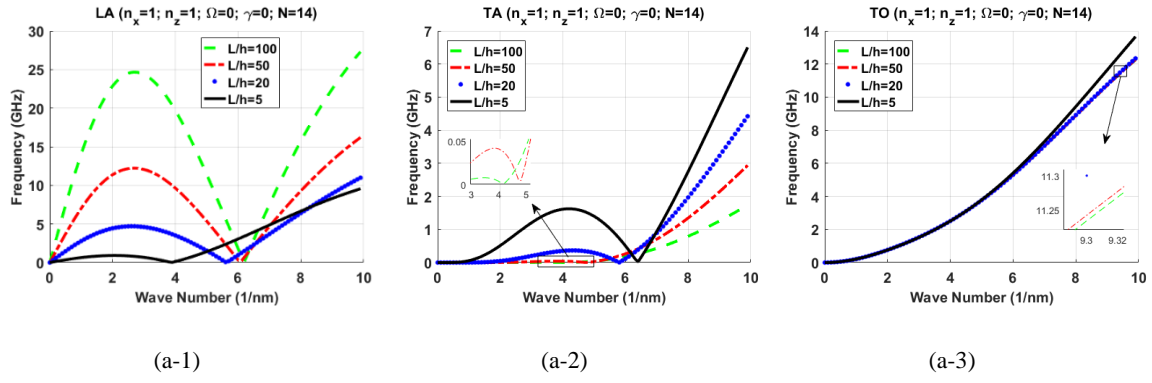 LA (n_x=1; n_z=1; Ω=0; γ=0; N=14)
Frequency (GHz)
30
25
20
15
10
5
0
L/h=100
L/h=50
L/h=20
L/h=5
0 2 4 6 8 10
Wave Number (1/nm)
(a-1)
TA (n_x=1; n_z=1; Ω=0; γ=0; N=14)
Frequency (GHz)
7
6
5
4
3
2
1
0
L/h=100
L/h=50
L/h=20
L/h=5
0.05
0
3 4 5
0 2 4 6 8 10
Wave Number (1/nm)
(a-2)
TO (n_x=1; n_z=1; Ω=0; γ=0; N=14)
Frequency (GHz)
14
12
10
8
6
4
2
0
L/h=100
L/h=50
L/h=20
L/h=5
11.3
11.25
9.3 9.32
0 2 4 6 8 10
Wave Number (1/nm)
(a-3)